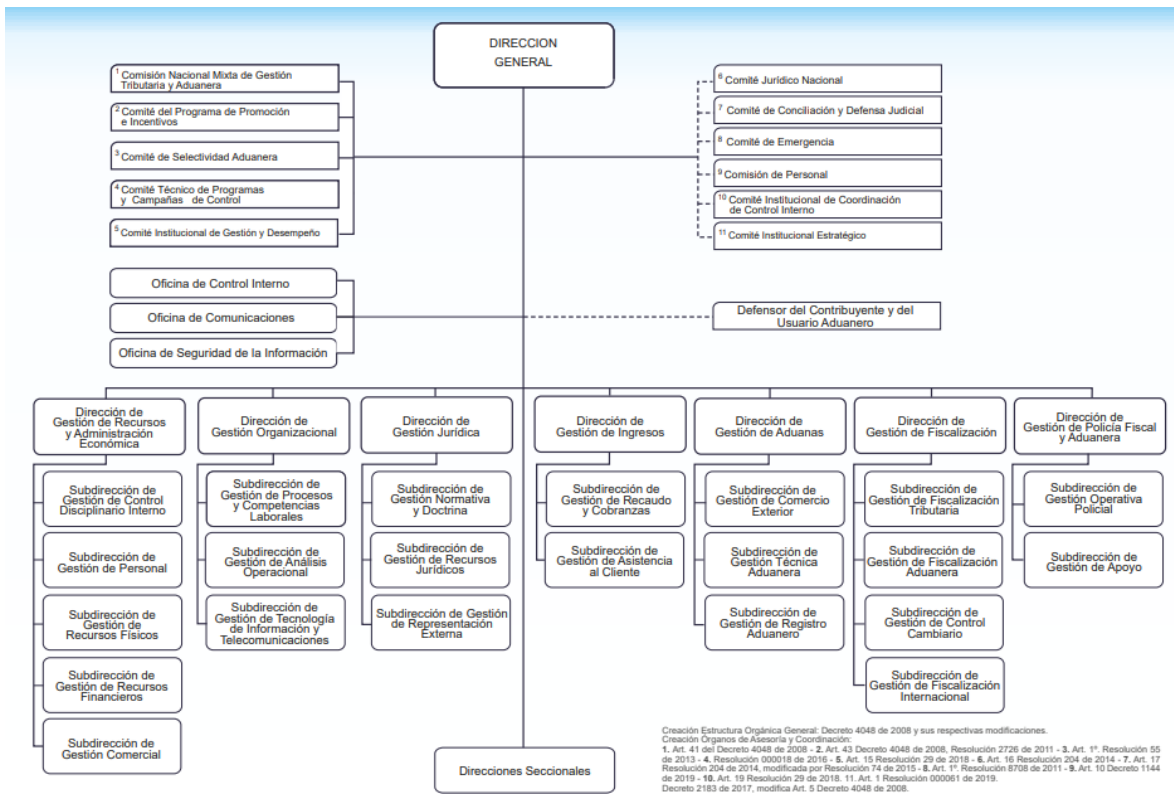 DIRECCION
GENERAL
1 Comisión Nacional Mixta de Gestión
Tributaria y Aduanera
2 Comité del Programa de Promoción
e Incentivos
3 Comité de Selectividad Aduanera
4 Comité Técnico de Programas
y Campañas de Control
5 Comité Institucional de Gestión y Desempeño
6 Comité Jurídico Nacional
7 Comité de Conciliación y Defensa Judicial
8 Comité de Emergencia
9 Comisión de Personal
10 Comité Institucional de Coordinación
de Control Interno
11 Comité Institucional Estratégico
Oficina de Control Interno
Oficina de Comunicaciones
Oficina de Seguridad de la Información
Defensor del Contribuyente y del
Usuario Aduanero
Dirección de
Gestión de Recursos
y Administración
Económica
Subdirección de
Gestión de Control
Disciplinario Interno
Subdirección de
Gestión de Personal
Subdirección de
Gestión de
Recursos Físicos
Subdirección de
Gestión de Recursos
Financieros
Subdirección de
Gestión Comercial
Dirección de
Gestión Organizacional
Subdirección de
Gestión de Procesos
y Competencias
Laborales
Subdirección de
Gestión de Análisis
Operacional
Subdirección de
Gestión de Tecnología
de Información y
Telecomunicaciones
Dirección de
Gestión Jurídica
Subdirección de
Gestión Normativa
y Doctrina
Subdirección de
Gestión de Recursos
Jurídicos
Subdirección de Gestión
de Representación
Externa
Dirección de
Gestión de Ingresos
Subdirección de
Gestión de Recaudo
y Cobranzas
Subdirección de
Gestión de Asistencia
al Cliente
Dirección de
Gestión de Aduanas
Subdirección de
Gestión de Comercio
Exterior
Subdirección de
Gestión Técnica
Aduanera
Subdirección de
Gestión de Registro
Aduanero
Dirección de
Gestión de Fiscalización
Subdirección de
Gestión de Fiscalización
Tributaria
Subdirección de
Gestión de Fiscalización
Aduanera
Subdirección de
Gestión de Control
Cambiario
Subdirección de
Gestión de Fiscalización
Internacional
Dirección de
Gestión de Policía Fiscal
y Aduanera
Subdirección de
Gestión Operativa
Policial
Subdirección de
Gestión de Apoyo
Direcciones Seccionales
Creación Estructura Orgánica General: Decreto 4048 de 2008 y sus respectivas modificaciones.
Creación Órganos de Asesoría y Coordinación:
1. Art. 41 del Decreto 4048 de 2008 - 2. Art. 43 Decreto 4048 de 2008, Resolución 2726 de 2011 - 3. Art. 1º. Resolución 55
de 2013 - 4. Resolución 000018 de 2016 - 5. Art. 15 Resolución 29 de 2018 - 6. Art. 16 Resolución 204 de 2014 - 7. Art. 17
Resolución 204 de 2014, modificada por Resolución 74 de 2015 - 8. Art. 1º. Resolución 8708 de 2011 - 9. Art. 10 Decreto 1144
de 2019 - 10. Art. 19 Resolución 29 de 2018. 11. Art. 1 Resolución 000061 de 2019.
Decreto 2183 de 2017, modifica Art. 5 Decreto 4048 de 2008.